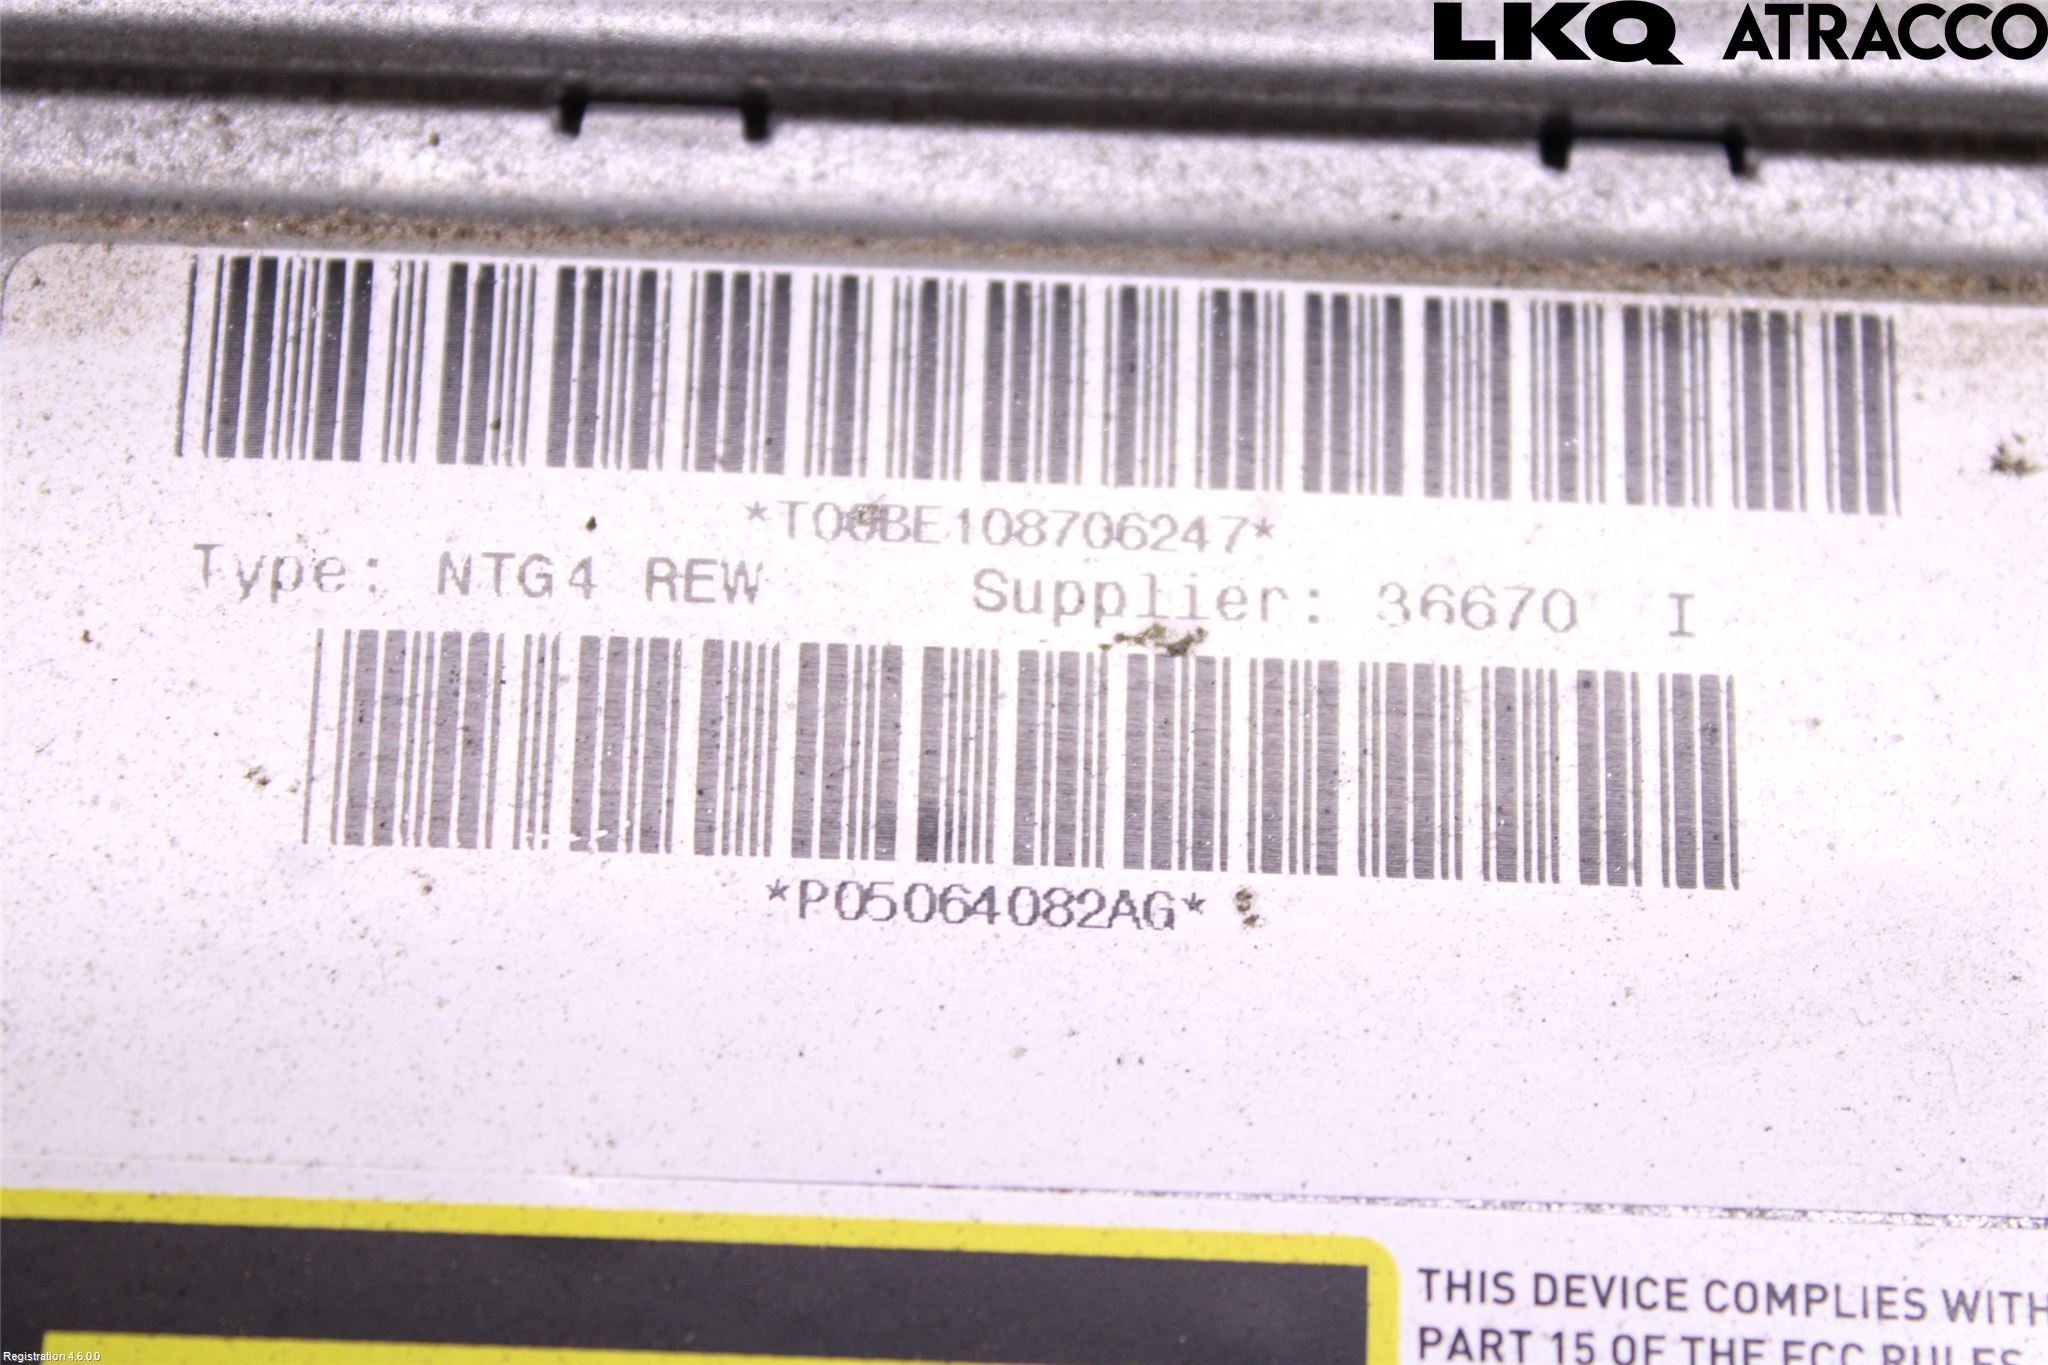 LKQ ATRACCO
*T00BE108706247*
Type: NTG4 REW Supplier: 36670 I
*P05064082AG*
THIS DEVICE COMPLIES WITH
PART 15 OF THE FCC RULES.
Registration 4.6.0.0